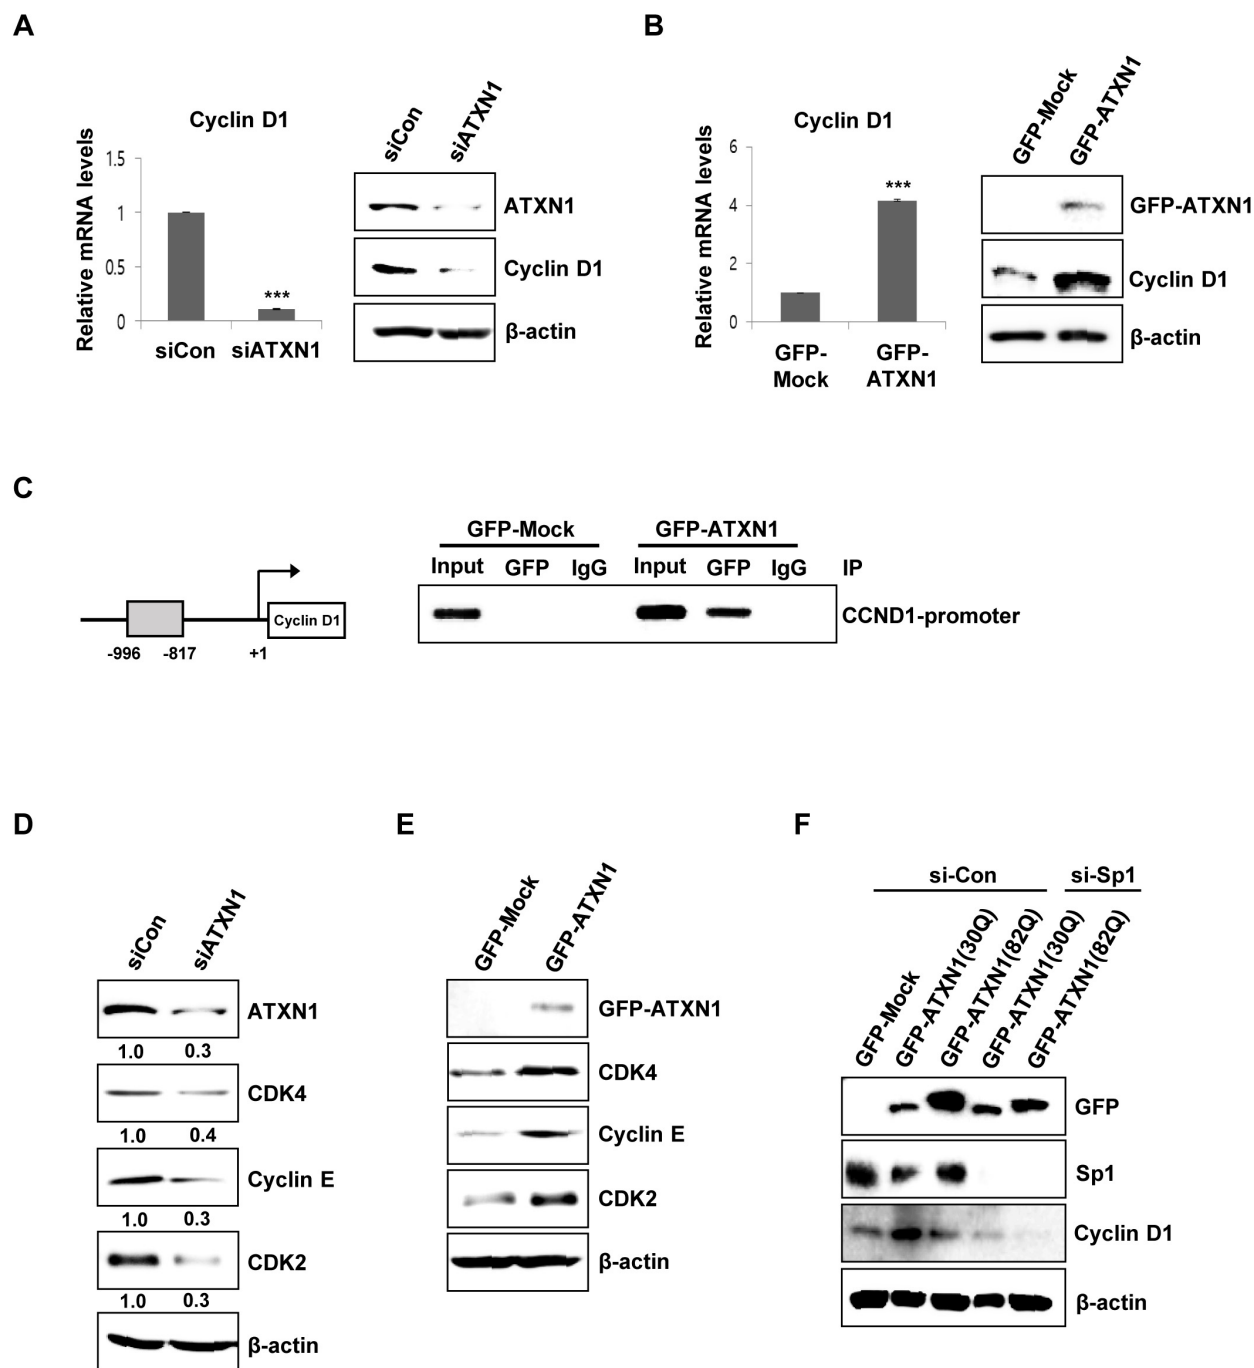 A
Cyclin D1
Relative mRNA levels
1.5
1
0.5
0
***
siCon
siATXN1
siCon
siATXN1
ATXN1
Cyclin D1
β-actin
B
Cyclin D1
Relative mRNA levels
6
4
2
0
***
GFP-
Mock
GFP-
ATXN1
GFP-Mock
GFP-ATXN1
GFP-ATXN1
Cyclin D1
β-actin
C
-996
-817
+1
Cyclin D1
GFP-Mock
GFP-ATXN1
Input GFP IgG Input GFP IgG IP
CCND1-promoter
D
siCon
siATXN1
ATXN1
1.0 0.3
CDK4
1.0 0.4
Cyclin E
1.0 0.3
CDK2
1.0 0.3
β-actin
E
GFP-Mock
GFP-ATXN1
GFP-ATXN1
CDK4
Cyclin E
CDK2
β-actin
F
si-Con
si-Sp1
GFP-Mock
GFP-ATXN1(30Q)
GFP-ATXN1(82Q)
GFP-ATXN1(30Q)
GFP-ATXN1(82Q)
GFP
Sp1
Cyclin D1
β-actin